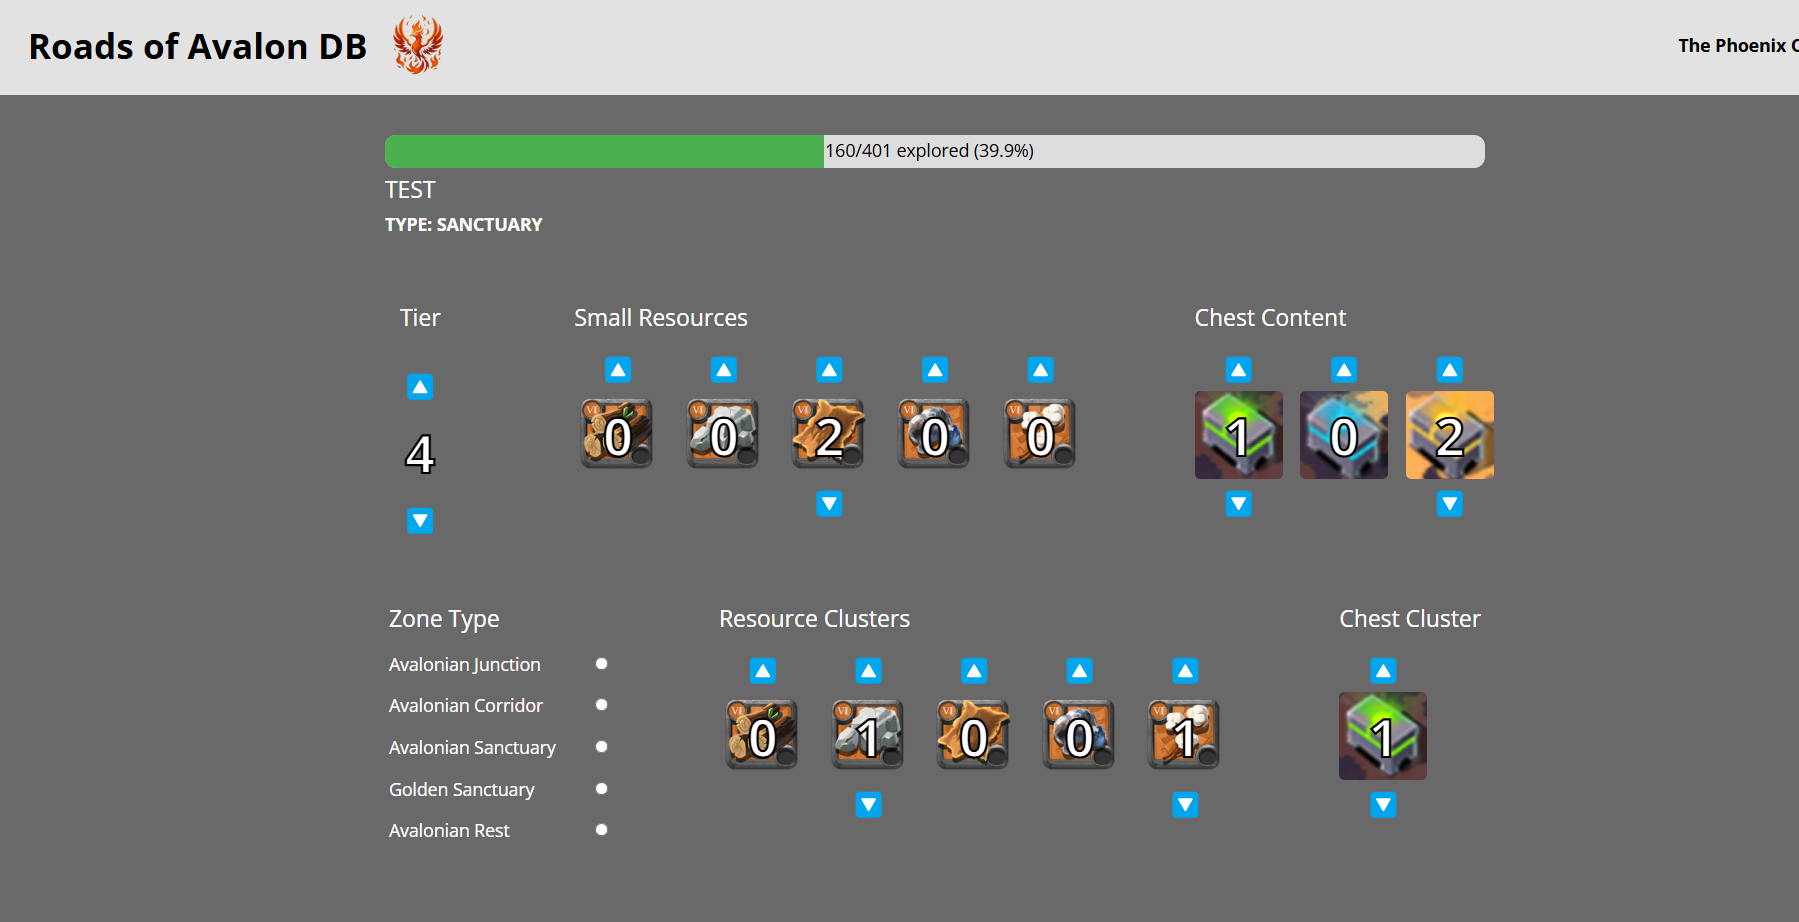 Roads of Avalon DB
The Phoenix
160/401 explored (39.9%)
TEST
TYPE: SANCTUARY
Tier
Small Resources
Chest Content
4
VI 0 VI 0 VI 2 VI 0 VI 0
1 0 2
Zone Type
Avalonian Junction
Avalonian Corridor
Avalonian Sanctuary
Golden Sanctuary
Avalonian Rest
Resource Clusters
VI 0 VI 1 VI 0 VI 0 VI 1
Chest Cluster
1